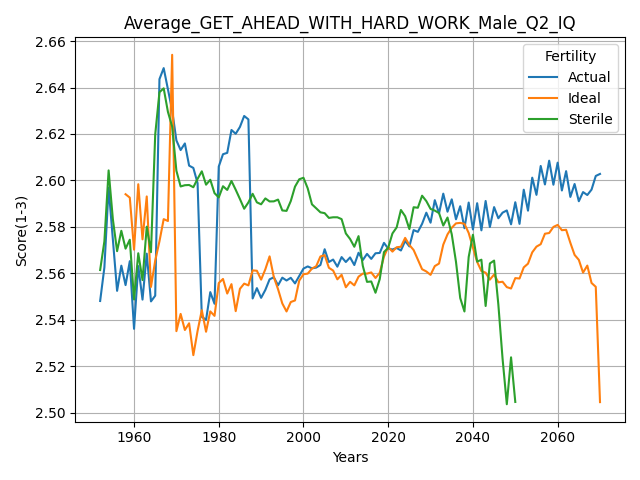 Average_GET_AHEAD_WITH_HARD_WORK_Male_Q2_IQ
Fertility
Actual
Ideal
Sterile
Score(1-3)
2.66
2.64
2.62
2.60
2.58
2.56
2.54
2.52
2.50
1960 1980 2000 2020 2040 2060
Years